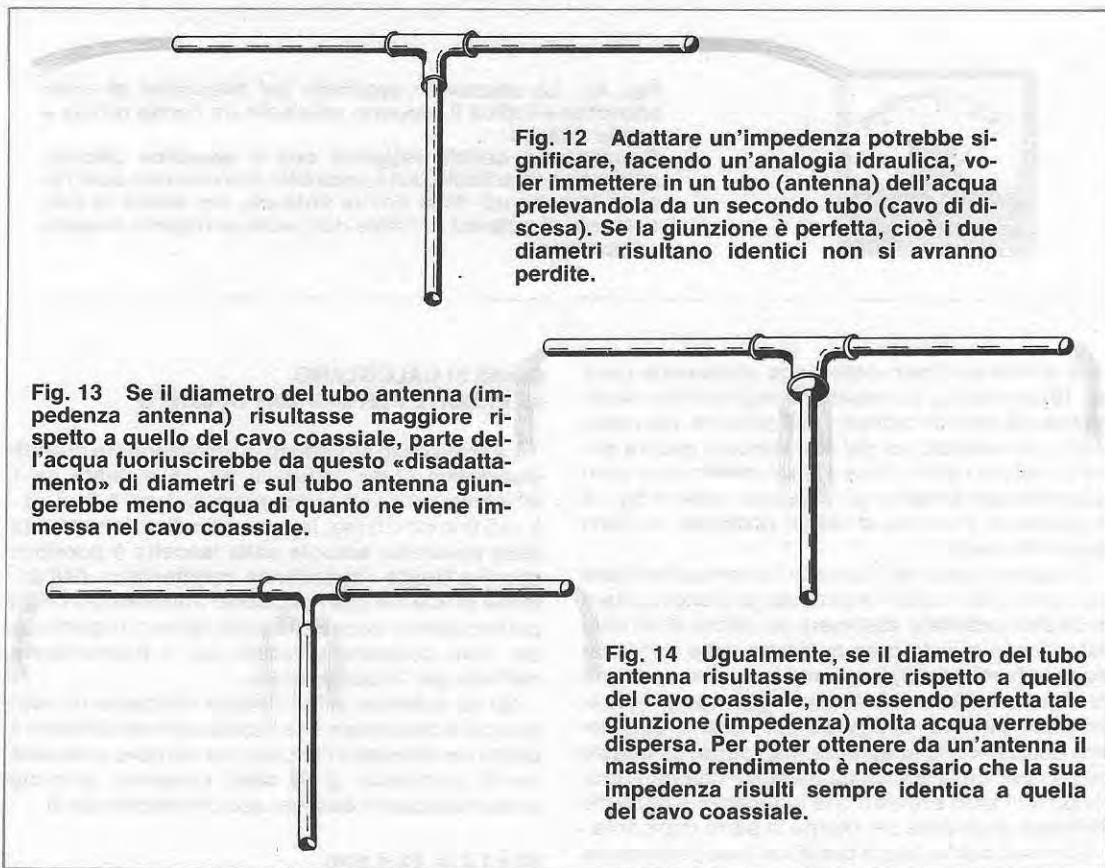 Fig. 12 Adattare un'impedenza potrebbe si-
gnificare, facendo un'analogia idraulica, vo-
ler immettere in un tubo (antenna) dell'acqua
prelevandola da un secondo tubo (cavo di di-
scesa). Se la giunzione è perfetta, cioè i due
diametri risultano identici non si avranno
perdite.
Fig. 13 Se il diametro del tubo antenna (im-
pedenza antenna) risultasse maggiore ri-
spetto a quello del cavo coassiale, parte del-
l'acqua fuoriuscirebbe da questo «disadatta-
mento» di diametri e sul tubo antenna giun-
gerebbe meno acqua di quanto ne viene im-
messa nel cavo coassiale.
Fig. 14 Ugualmente, se il diametro del tubo
antenna risultasse minore rispetto a quello
del cavo coassiale, non essendo perfetta tale
giunzione (impedenza) molta acqua verrebbe
dispersa. Per poter ottenere da un'antenna il
massimo rendimento è necessario che la sua
impedenza risulti sempre identica a quella
del cavo coassiale.